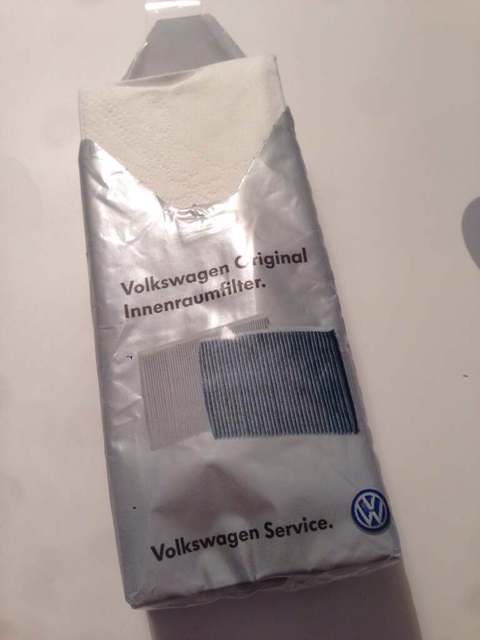 Volkswagen Original
Innenraumfilter.
Volkswagen Service.